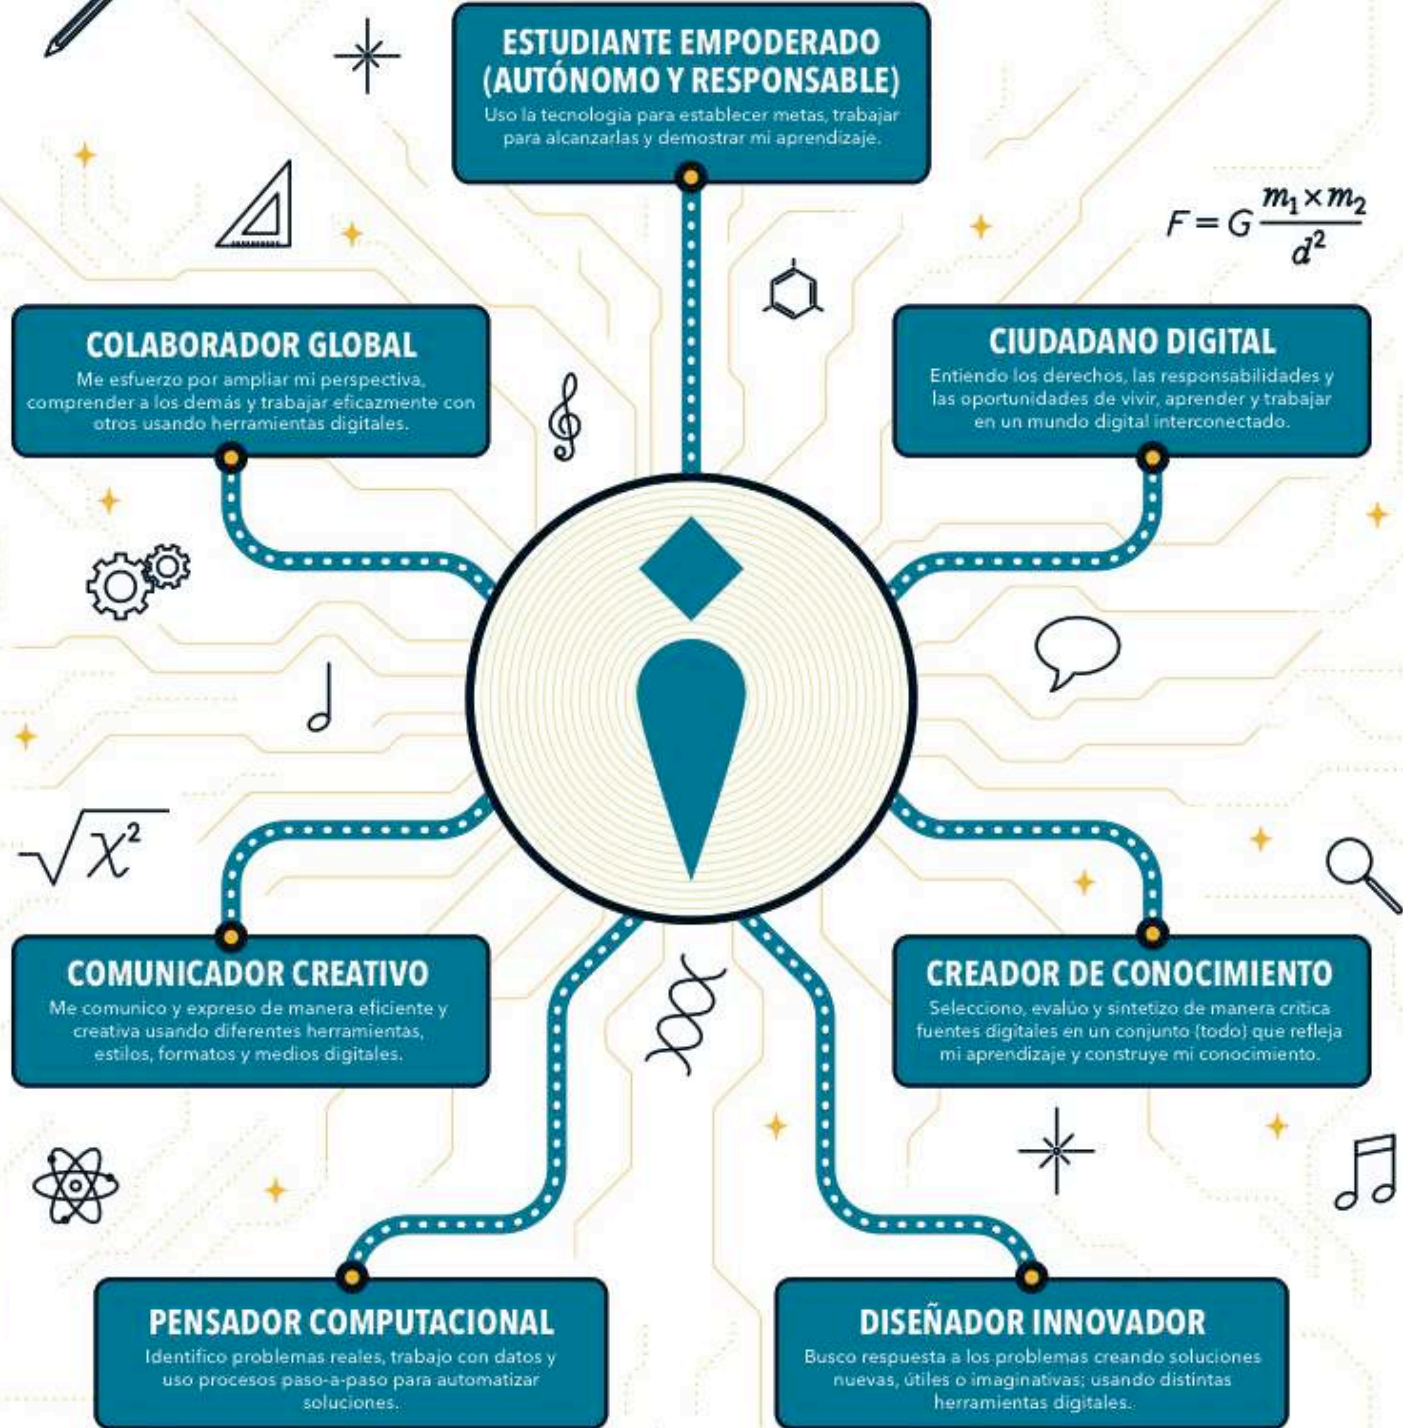 ESTUDIANTE EMPODERADO
(AUTÓNOMO Y RESPONSABLE)
Uso la tecnología para establecer metas, trabajar
para alcanzarlas y demostrar mi aprendizaje.
F = G m₁ × m₂ / d²
COLABORADOR GLOBAL
Me esfuerzo por ampliar mi perspectiva,
comprender a los demás y trabajar eficazmente con
otros usando herramientas digitales.
CIUDADANO DIGITAL
Entiendo los derechos, las responsabilidades y
las oportunidades de vivir, aprender y trabajar
en un mundo digital interconectado.
√χ²
COMUNICADOR CREATIVO
Me comunico y expreso de manera eficiente y
creativa usando diferentes herramientas,
estilos, formatos y medios digitales.
CREADOR DE CONOCIMIENTO
Selecciono, evalúo y sintetizo de manera crítica
fuentes digitales en un conjunto (todo) que refleja
mi aprendizaje y construye mi conocimiento.
PENSADOR COMPUTACIONAL
Identifico problemas reales, trabajo con datos y
uso procesos paso-a-paso para automatizar
soluciones.
DISEÑADOR INNOVADOR
Busco respuesta a los problemas creando soluciones
nuevas, útiles o imaginativas; usando distintas
herramientas digitales.